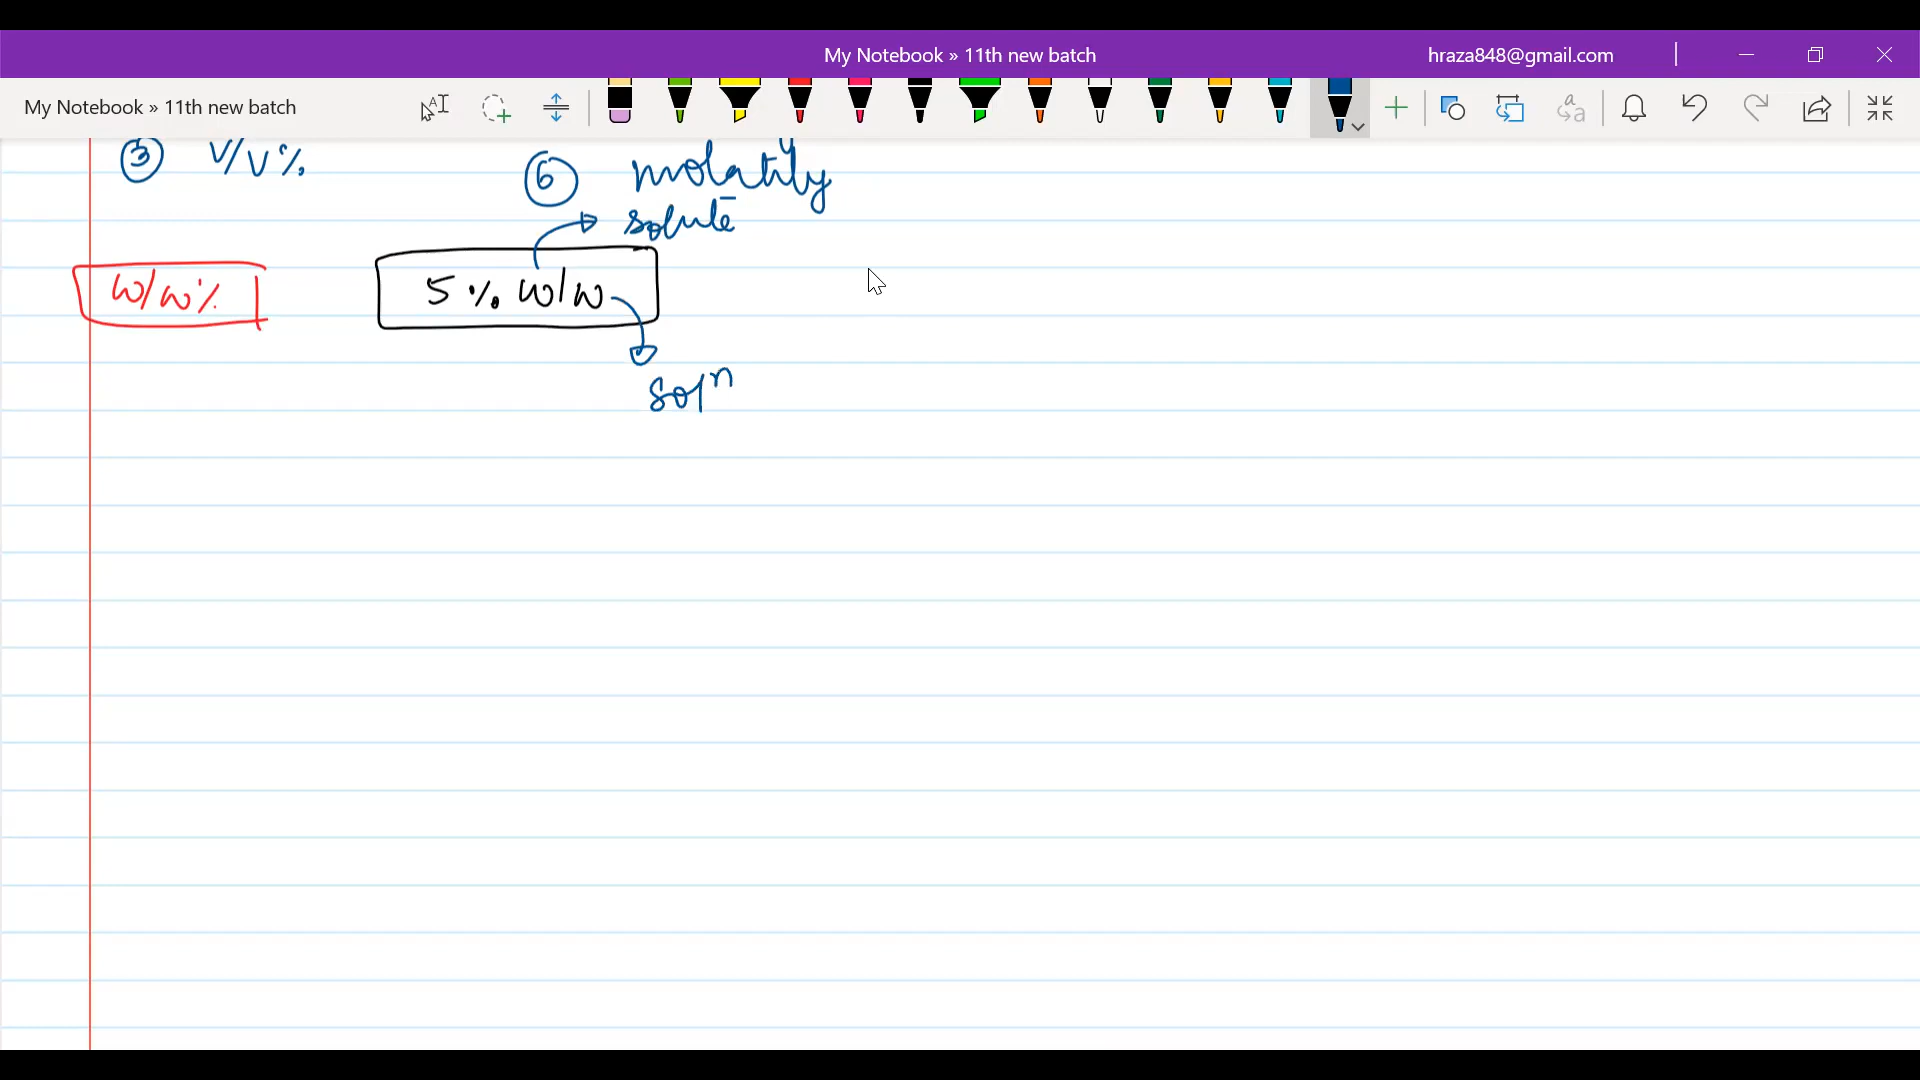 My Notebook » 11th new batch
hraza848@gmail.com
My Notebook » 11th new batch
③ V/V %
⑥ molality
solute
W/W %
5 % W/W
solⁿ